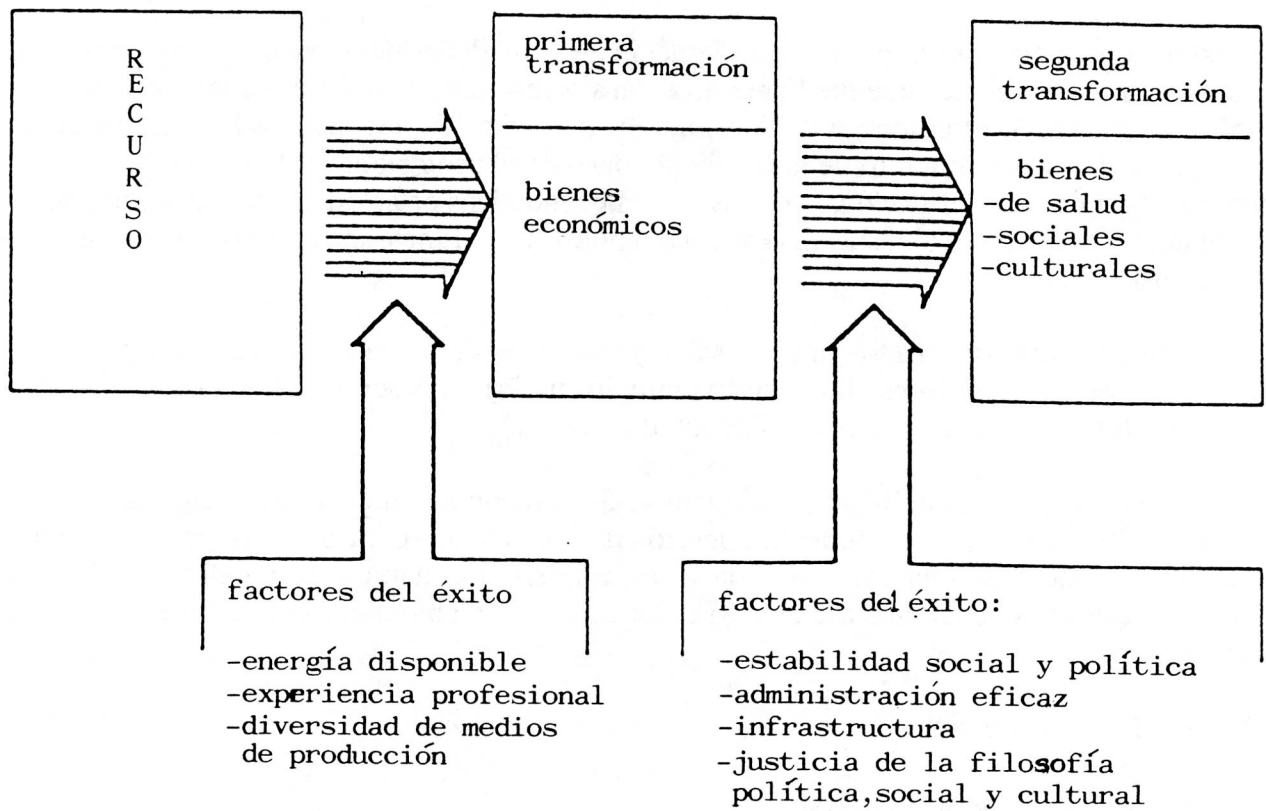 RECURSO
primera
transformación
bienes
económicos
segunda
transformación
bienes
-de salud
-sociales
-culturales
factores del éxito
-energía disponible
-experiencia profesional
-diversidad de medios
de producción
factores del éxito:
-estabilidad social y política
-administración eficaz
-infrastructura
-justicia de la filosofía
política,social y cultural